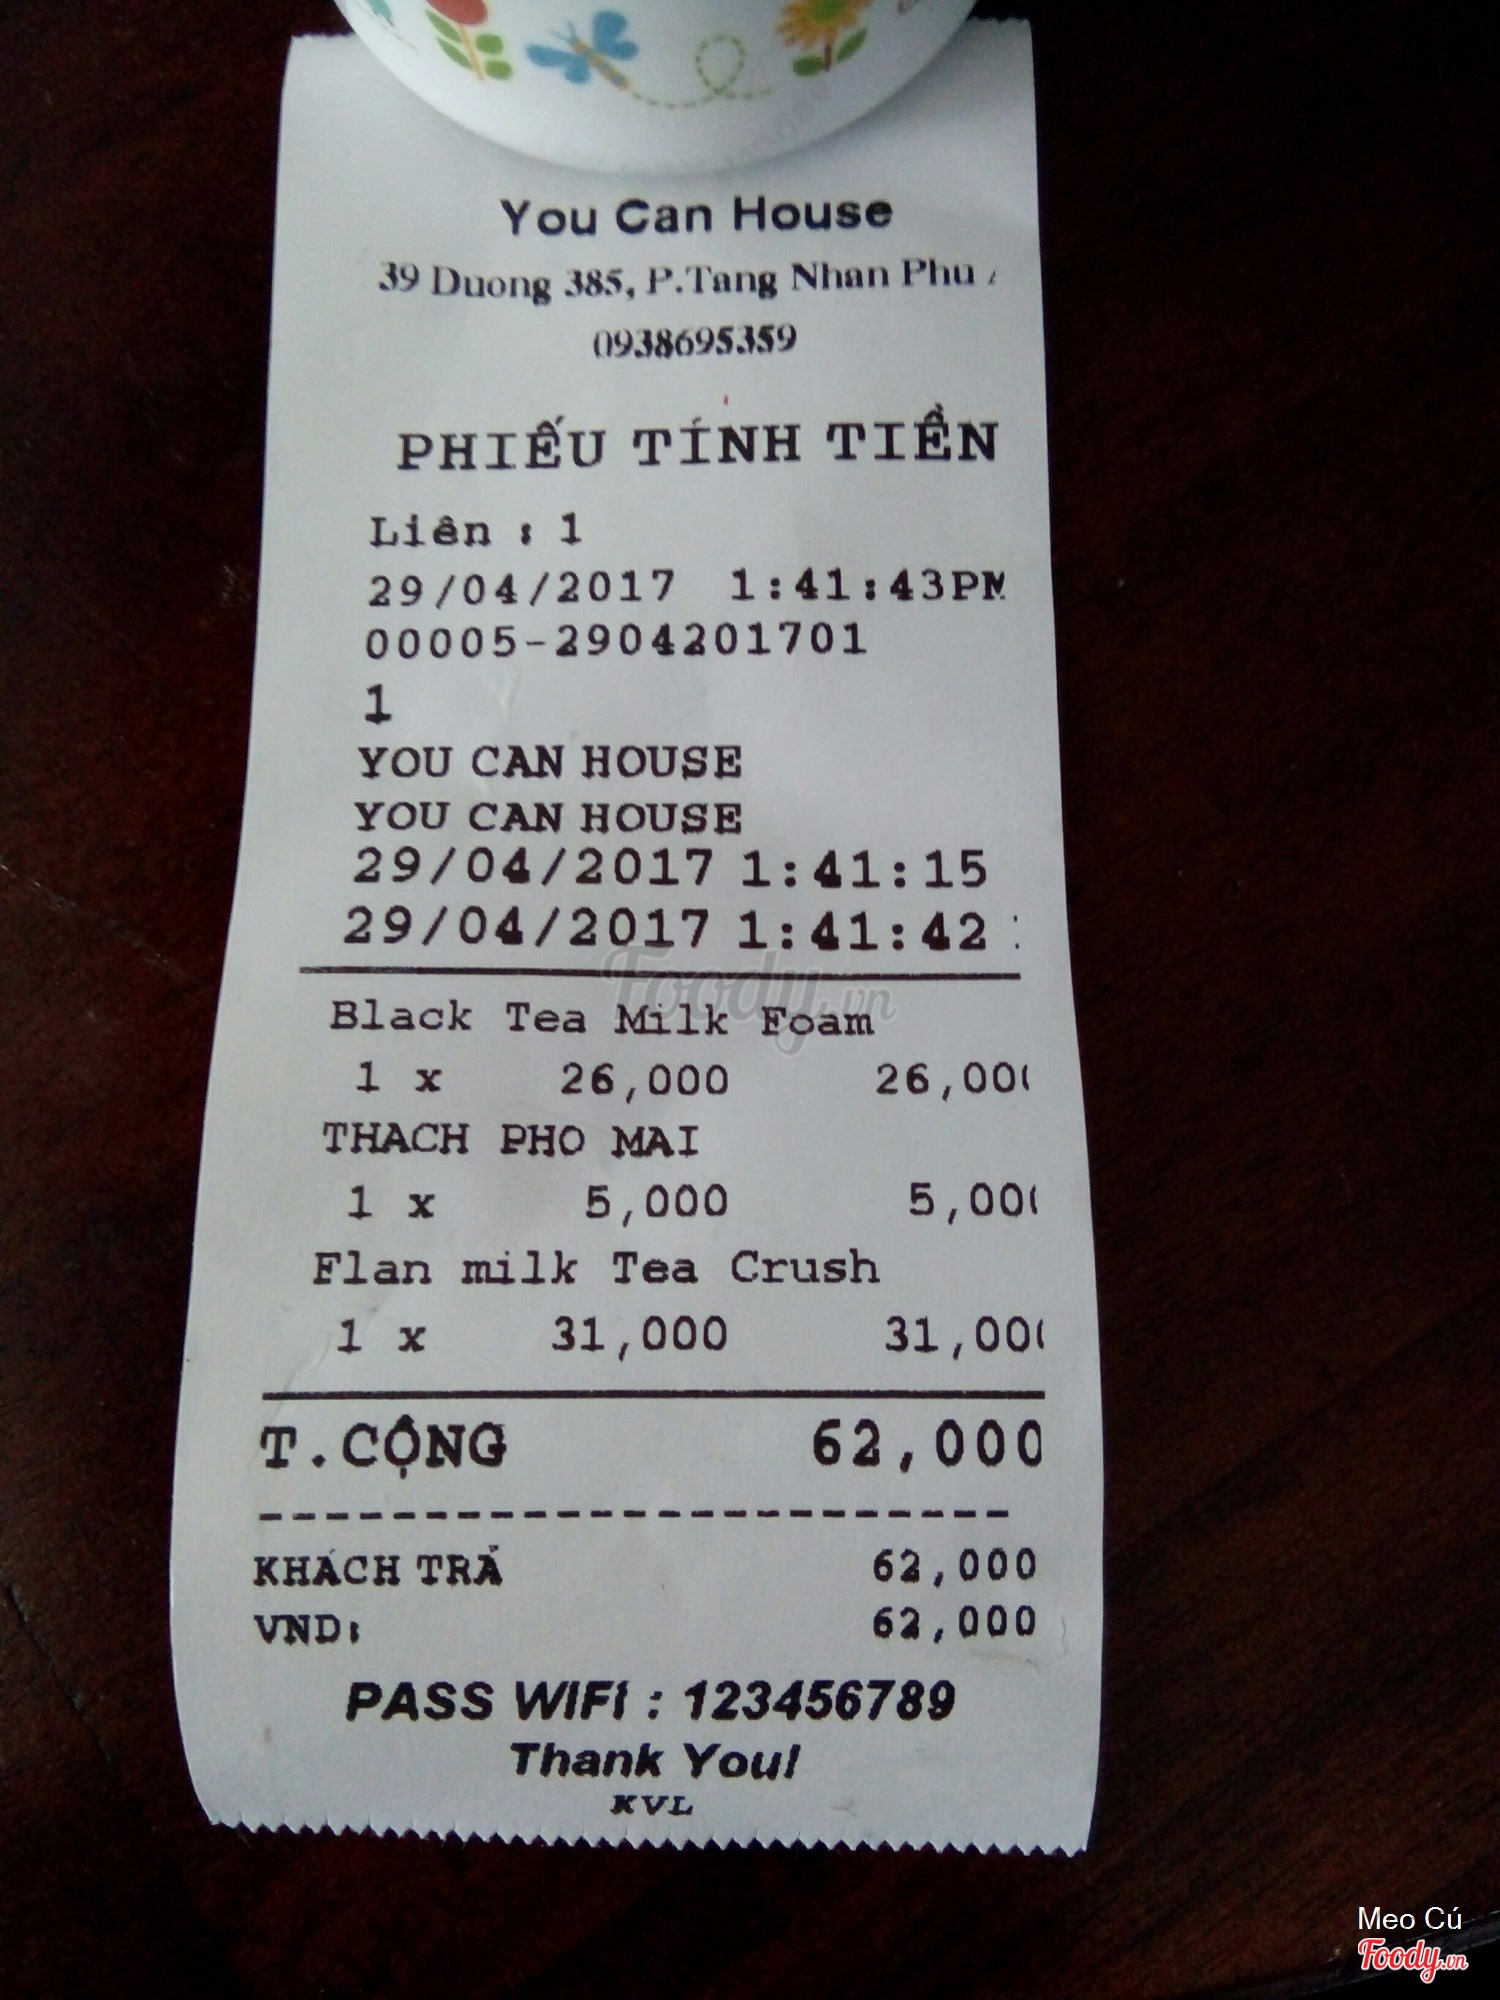 You Can House
39 Duong 385, P.Tang Nhan Phu
0938695359
PHIẾU TÍNH TIỀN
Liên : 1
29/04/2017 1:41:43PM
00005-2904201701
1
YOU CAN HOUSE
YOU CAN HOUSE
29/04/2017 1:41:15
29/04/2017 1:41:42
Black Tea Milk Foam
1 x 26,000 26,000
THACH PHO MAI
1 x 5,000 5,000
Flan milk Tea Crush
1 x 31,000 31,000
T.CỘNG 62,000
KHÁCH TRẢ 62,000
VND: 62,000
PASS WIFI : 123456789
Thank You!
KVL
Foody.vn
Meo Cú
Foody.vn